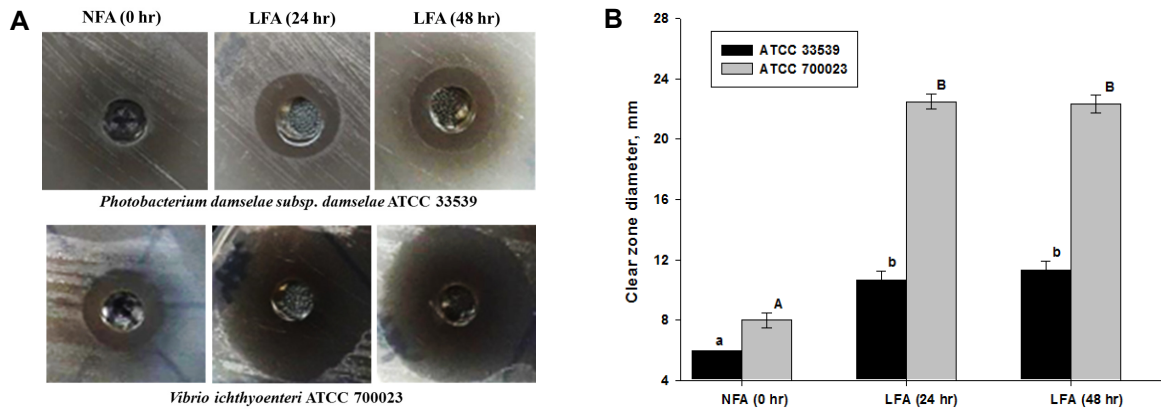 A
NFA (0 hr) LFA (24 hr) LFA (48 hr)
Photobacterium damselae subsp. damselae ATCC 33539
Vibrio ichthyoenteri ATCC 700023
B
Clear zone diameter, mm
28
24
20
16
12
8
4
ATCC 33539
ATCC 700023
a
A
b
B
b
B
NFA (0 hr) LFA (24 hr) LFA (48 hr)